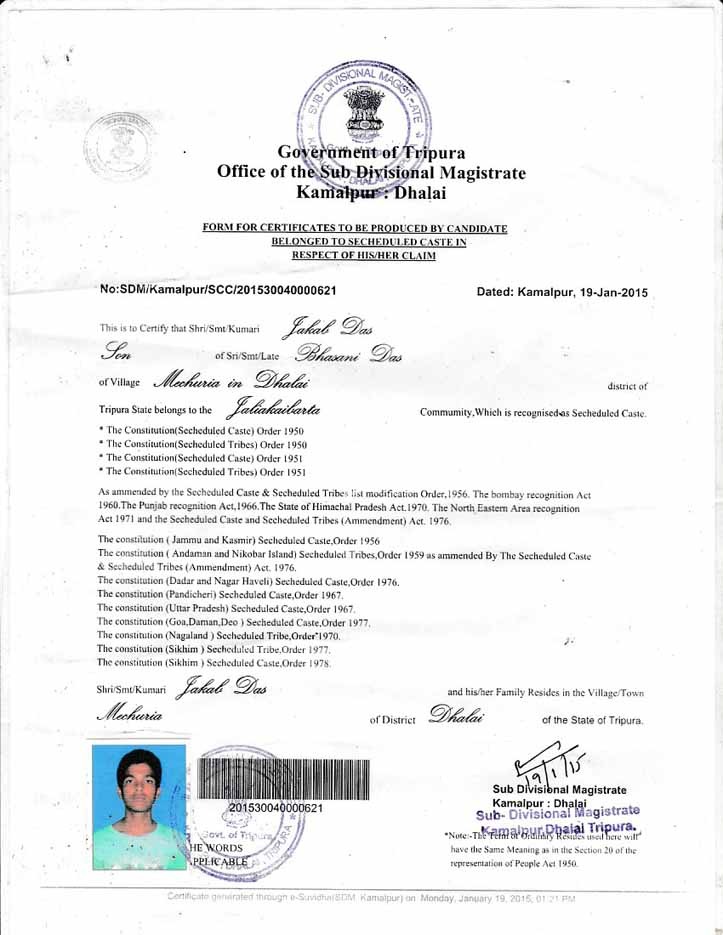 SUB- DIVISIONAL MAGISTRATE
Government of Tripura
Office of the Sub Divisional Magistrate
Kamalpur : Dhalai
FORM FOR CERTIFICATES TO BE PRODUCED BY CANDIDATE
BELONGED TO SECHEDULED CASTE IN
RESPECT OF HIS/HER CLAIM
No:SDM/Kamalpur/SCC/201530040000621
Dated: Kamalpur, 19-Jan-2015
This is to Certify that Shri/Smt/Kumari Jakab Das
Son of Sri/Smt/Late Bhasani Das
of Village Mechuria in Dhalai district of
Tripura State belongs to the Jaliakaibarta Commumity,Which is recognised as Secheduled Caste.
* The Constitution(Secheduled Caste) Order 1950
* The Constitution(Secheduled Tribes) Order 1950
* The Constitution(Secheduled Caste) Order 1951
* The Constitution(Secheduled Tribes) Order 1951
As ammended by the Secheduled Caste & Secheduled Tribes list modification Order,1956. The bombay recognition Act
1960.The Punjab recognition Act,1966.The State of Himachal Pradesh Act.1970. The North Eastern Area recognition
Act 1971 and the Secheduled Caste and Secheduled Tribes (Ammendment) Act. 1976.
The constitution ( Jammu and Kasmir) Secheduled Caste,Order 1956
The constitution ( Andaman and Nikobar Island) Secheduled Tribes,Order 1959 as ammended By The Secheduled Caste
& Secheduled Tribes (Ammendment) Act. 1976.
The constitution (Dadar and Nagar Haveli) Secheduled Caste,Order 1976.
The constitution (Pandicheri) Secheduled Caste,Order 1967.
The constitution (Uttar Pradesh) Secheduled Caste,Order 1967.
The constitution (Goa,Daman,Deo ) Secheduled Caste,Order 1977.
The constitution (Nagaland ) Secheduled Tribe,Order 1970.
The constitution (Sikhim ) Secheduled Tribe,Order 1977.
The constitution (Sikhim ) Secheduled Caste,Order 1978.
Shri/Smt/Kumari Jakab Das and his/her Family Resides in the Village/Town
Mechuria of District Dhalai of the State of Tripura.
19/1/15
201530040000621
Govt. of Tripura
HE WORDS
PPLICABLE
Sub Divisional Magistrate
Kamalpur : Dhalai
Sub- Divisional Magistrate
Kamalpur, Dhalai Tripura.
*Note:-The Term of Ordinary Resides used here will
have the Same Meaning as in the Section 20 of the
representation of People Act 1950.
Certificate generated through e-Suvidha(SDM Kamalpur) on Monday, January 19, 2015, 01:21 PM